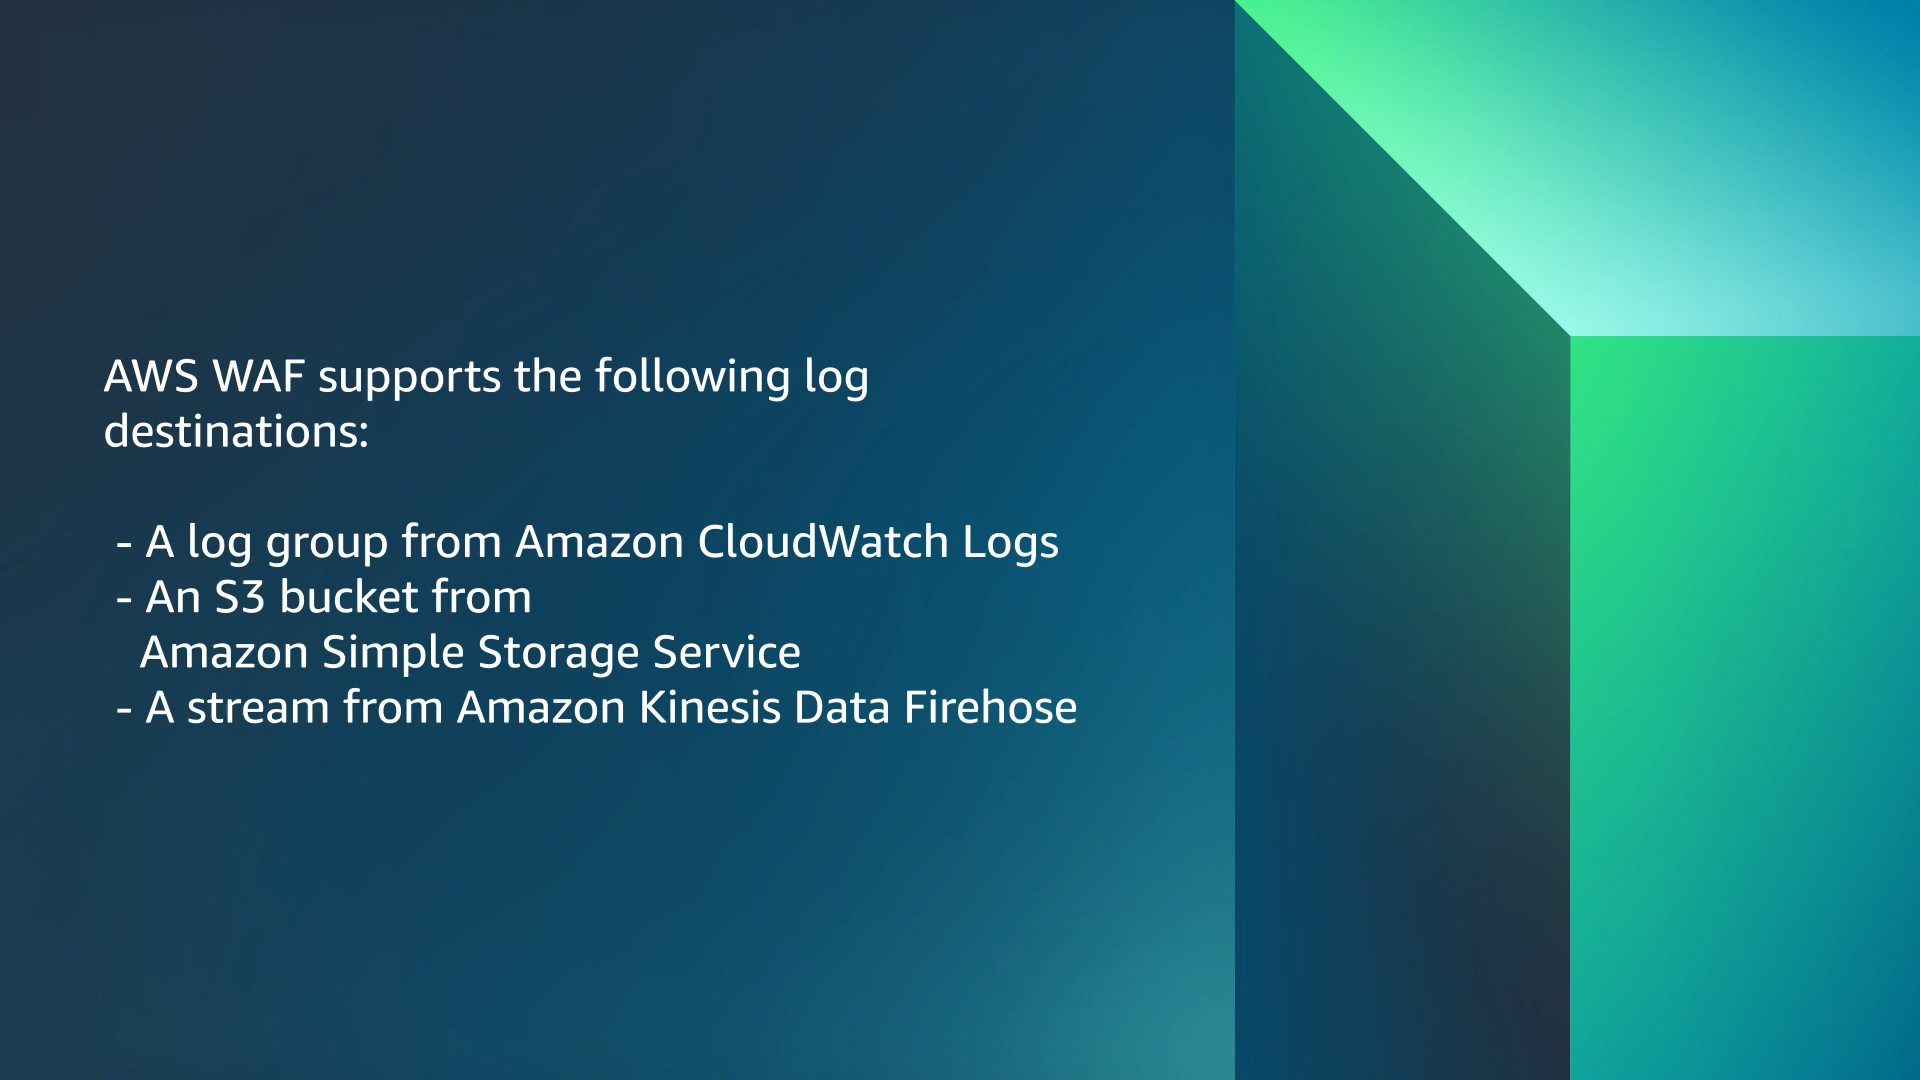 AWS WAF supports the following log
destinations:
- A log group from Amazon CloudWatch Logs
- An S3 bucket from
Amazon Simple Storage Service
- A stream from Amazon Kinesis Data Firehose